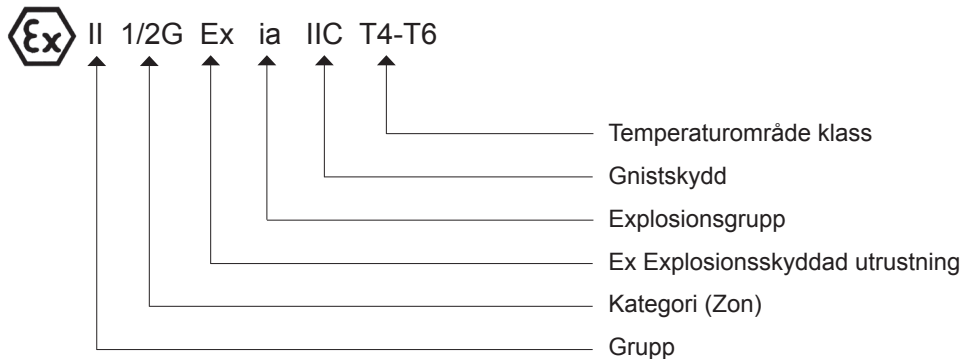 Ex II 1/2G Ex ia IIC T4-T6
Temperaturområde klass
Gnistskydd
Explosionsgrupp
Ex Explosionsskyddad utrustning
Kategori (Zon)
Grupp